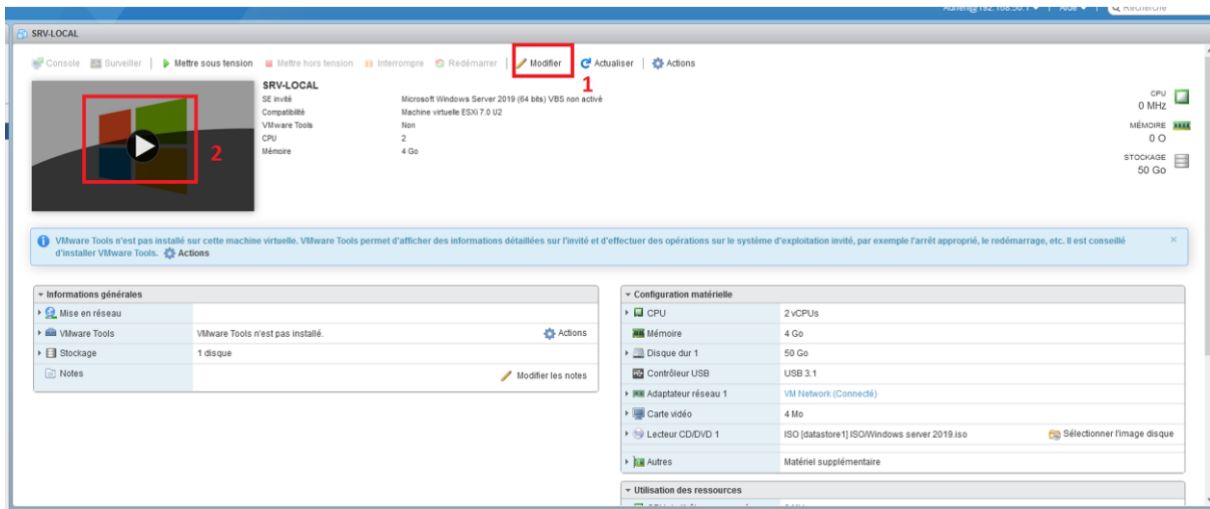 Admin@192.168.50.1 | Aide | Recherche
SRV-LOCAL
Console Surveiller | Mettre sous tension Mettre hors tension Interrompre Redémarrer | Modifier Actualiser | Actions
1
SRV-LOCAL
SE invité Microsoft Windows Server 2019 (64 bits) VBS non activé
Compatibilité Machine virtuelle ESXi 7.0 U2
VMware Tools Non
CPU 2
Mémoire 4 Go
2
CPU
0 MHz
MÉMOIRE
0 O
STOCKAGE
50 Go
VMware Tools n'est pas installé sur cette machine virtuelle. VMware Tools permet d'afficher des informations détaillées sur l'invité et d'effectuer des opérations sur le système d'exploitation invité, par exemple l'arrêt approprié, le redémarrage, etc. Il est conseillé
d'installer VMware Tools. Actions
Informations générales
Mise en réseau
VMware Tools VMware Tools n'est pas installé. Actions
Stockage 1 disque
Notes Modifier les notes
Configuration matérielle
CPU 2 vCPUs
Mémoire 4 Go
Disque dur 1 50 Go
Contrôleur USB USB 3.1
Adaptateur réseau 1 VM Network (Connecté)
Carte vidéo 4 Mo
Lecteur CD/DVD 1 ISO [datastore1] ISO/Windows server 2019.iso Sélectionner l'image disque
Autres Matériel supplémentaire
Utilisation des ressources